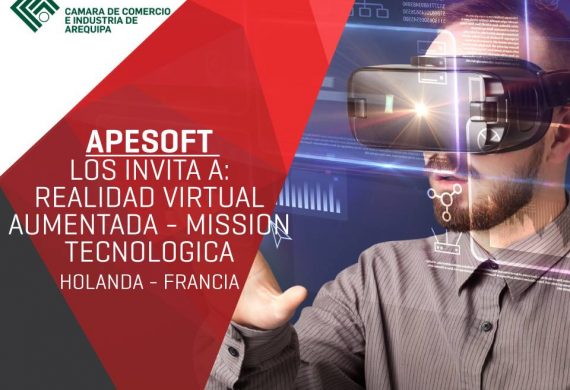 CAMARA DE COMERCIO
E INDUSTRIA DE
AREQUIPA
APESOFT
LOS INVITA A:
REALIDAD VIRTUAL
AUMENTADA - MISSION
TECNOLOGICA
HOLANDA - FRANCIA